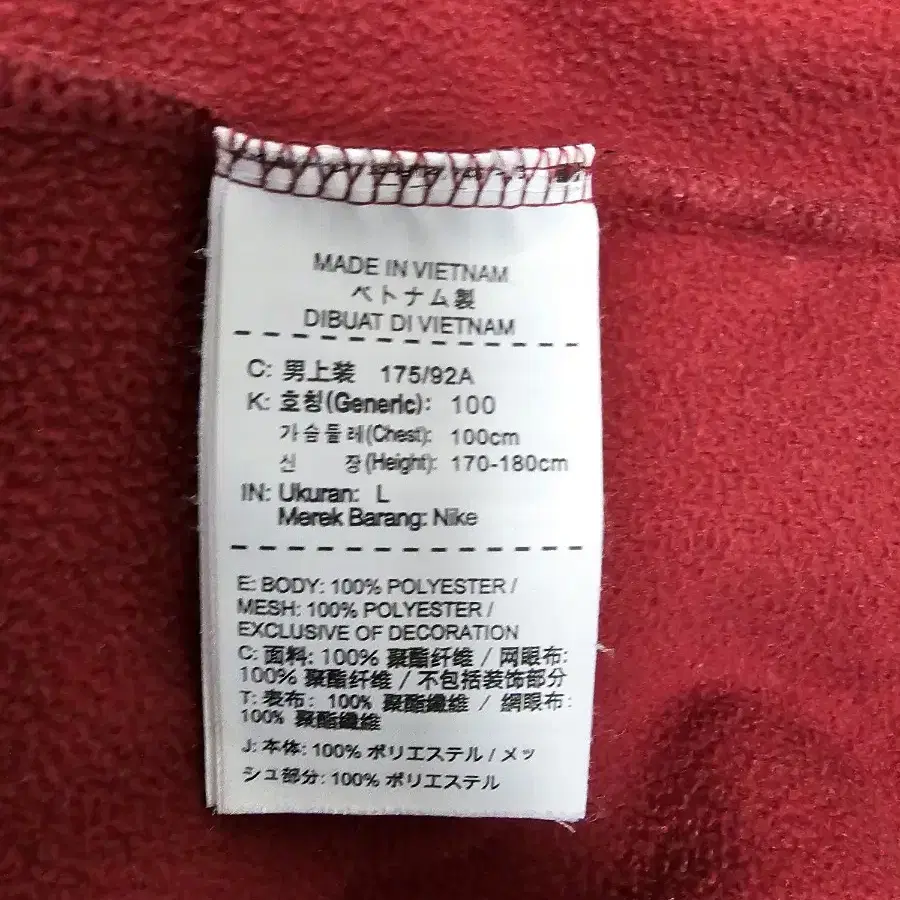 MADE IN VIETNAM
ベトナム製
DIBUAT DI VIETNAM
C: 男上装 175/92A
K: 호칭(Generic): 100
가슴둘레(Chest): 100cm
신 장(Height): 170-180cm
IN: Ukuran: L
Merek Barang: Nike
E: BODY: 100% POLYESTER /
MESH: 100% POLYESTER /
EXCLUSIVE OF DECORATION
C: 面料: 100% 聚酯纤维 / 网眼布:
100% 聚酯纤维 / 不包括装饰部分
T: 表布: 100% 聚酯纖維 / 網眼布:
100% 聚酯纖維
J: 本体: 100% ポリエステル / メッ
シュ部分: 100% ポリエステル